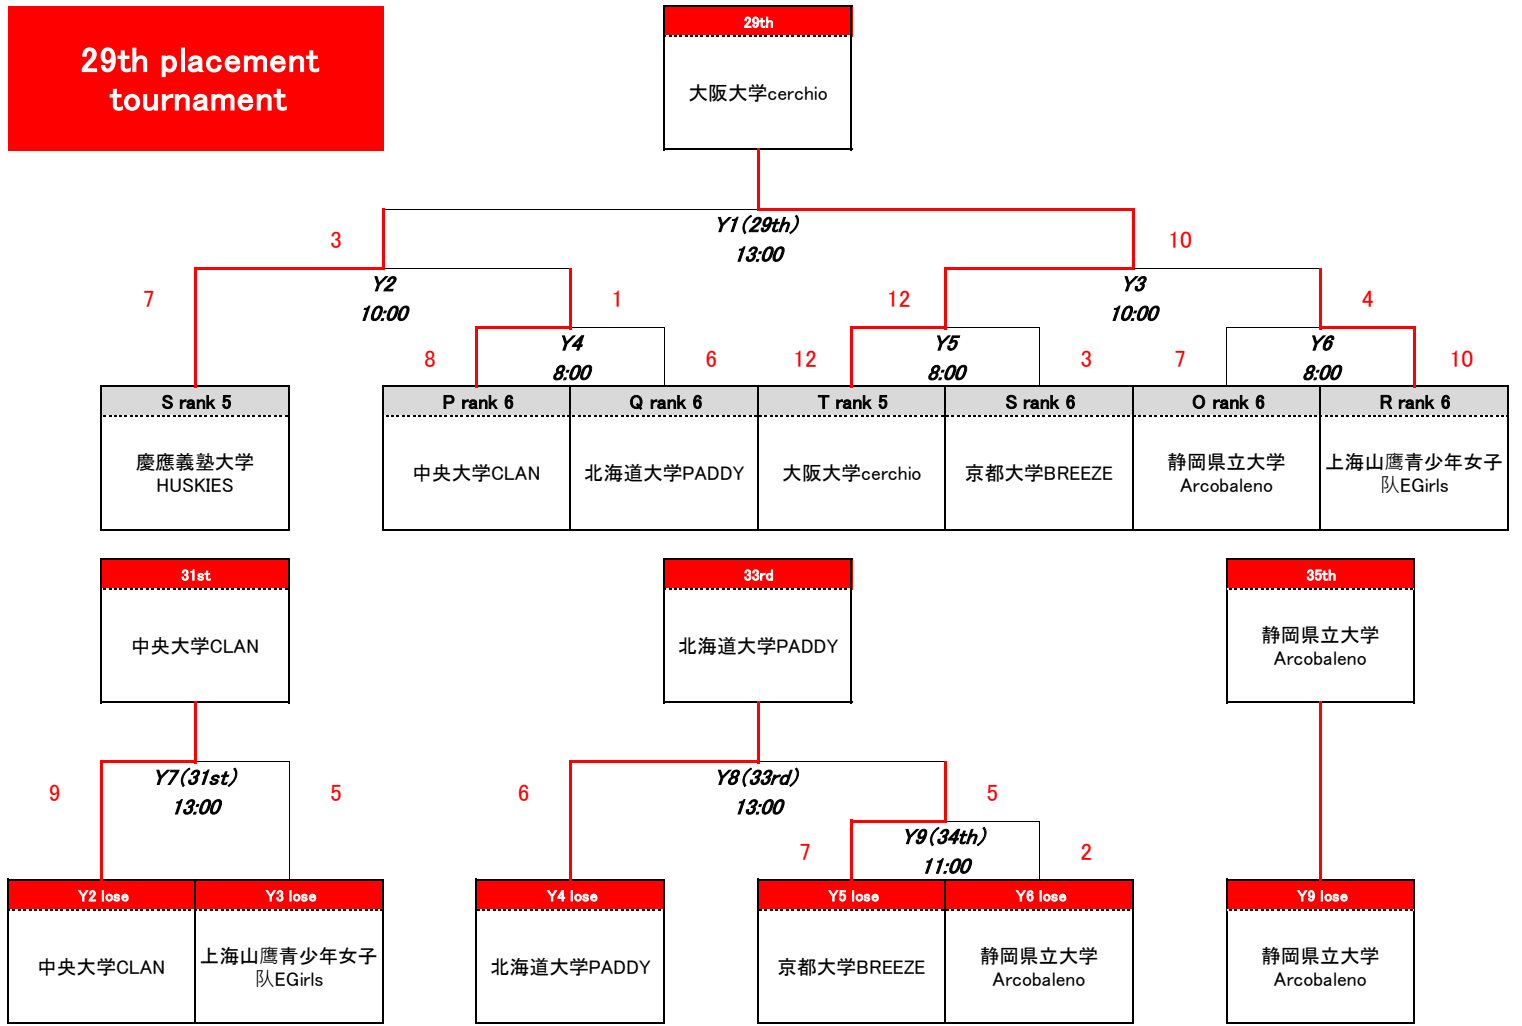 29th placement
tournament
29th
大阪大学cerchio
Y1(29th)
13:00
3
10
Y2
10:00
7
1
Y3
10:00
12
4
Y4
8:00
8
6
Y5
8:00
12
3
Y6
8:00
7
10
S rank 5
慶應義塾大学
HUSKIES
P rank 6
中央大学CLAN
Q rank 6
北海道大学PADDY
T rank 5
大阪大学cerchio
S rank 6
京都大学BREEZE
O rank 6
静岡県立大学
Arcobaleno
R rank 6
上海山鷹青少年女子
队EGirls
31st
中央大学CLAN
33rd
北海道大学PADDY
35th
静岡県立大学
Arcobaleno
Y7(31st)
13:00
9
5
Y8(33rd)
13:00
6
5
Y9(34th)
11:00
7
2
Y2 lose
中央大学CLAN
Y3 lose
上海山鷹青少年女子
队EGirls
Y4 lose
北海道大学PADDY
Y5 lose
京都大学BREEZE
Y6 lose
静岡県立大学
Arcobaleno
Y9 lose
静岡県立大学
Arcobaleno